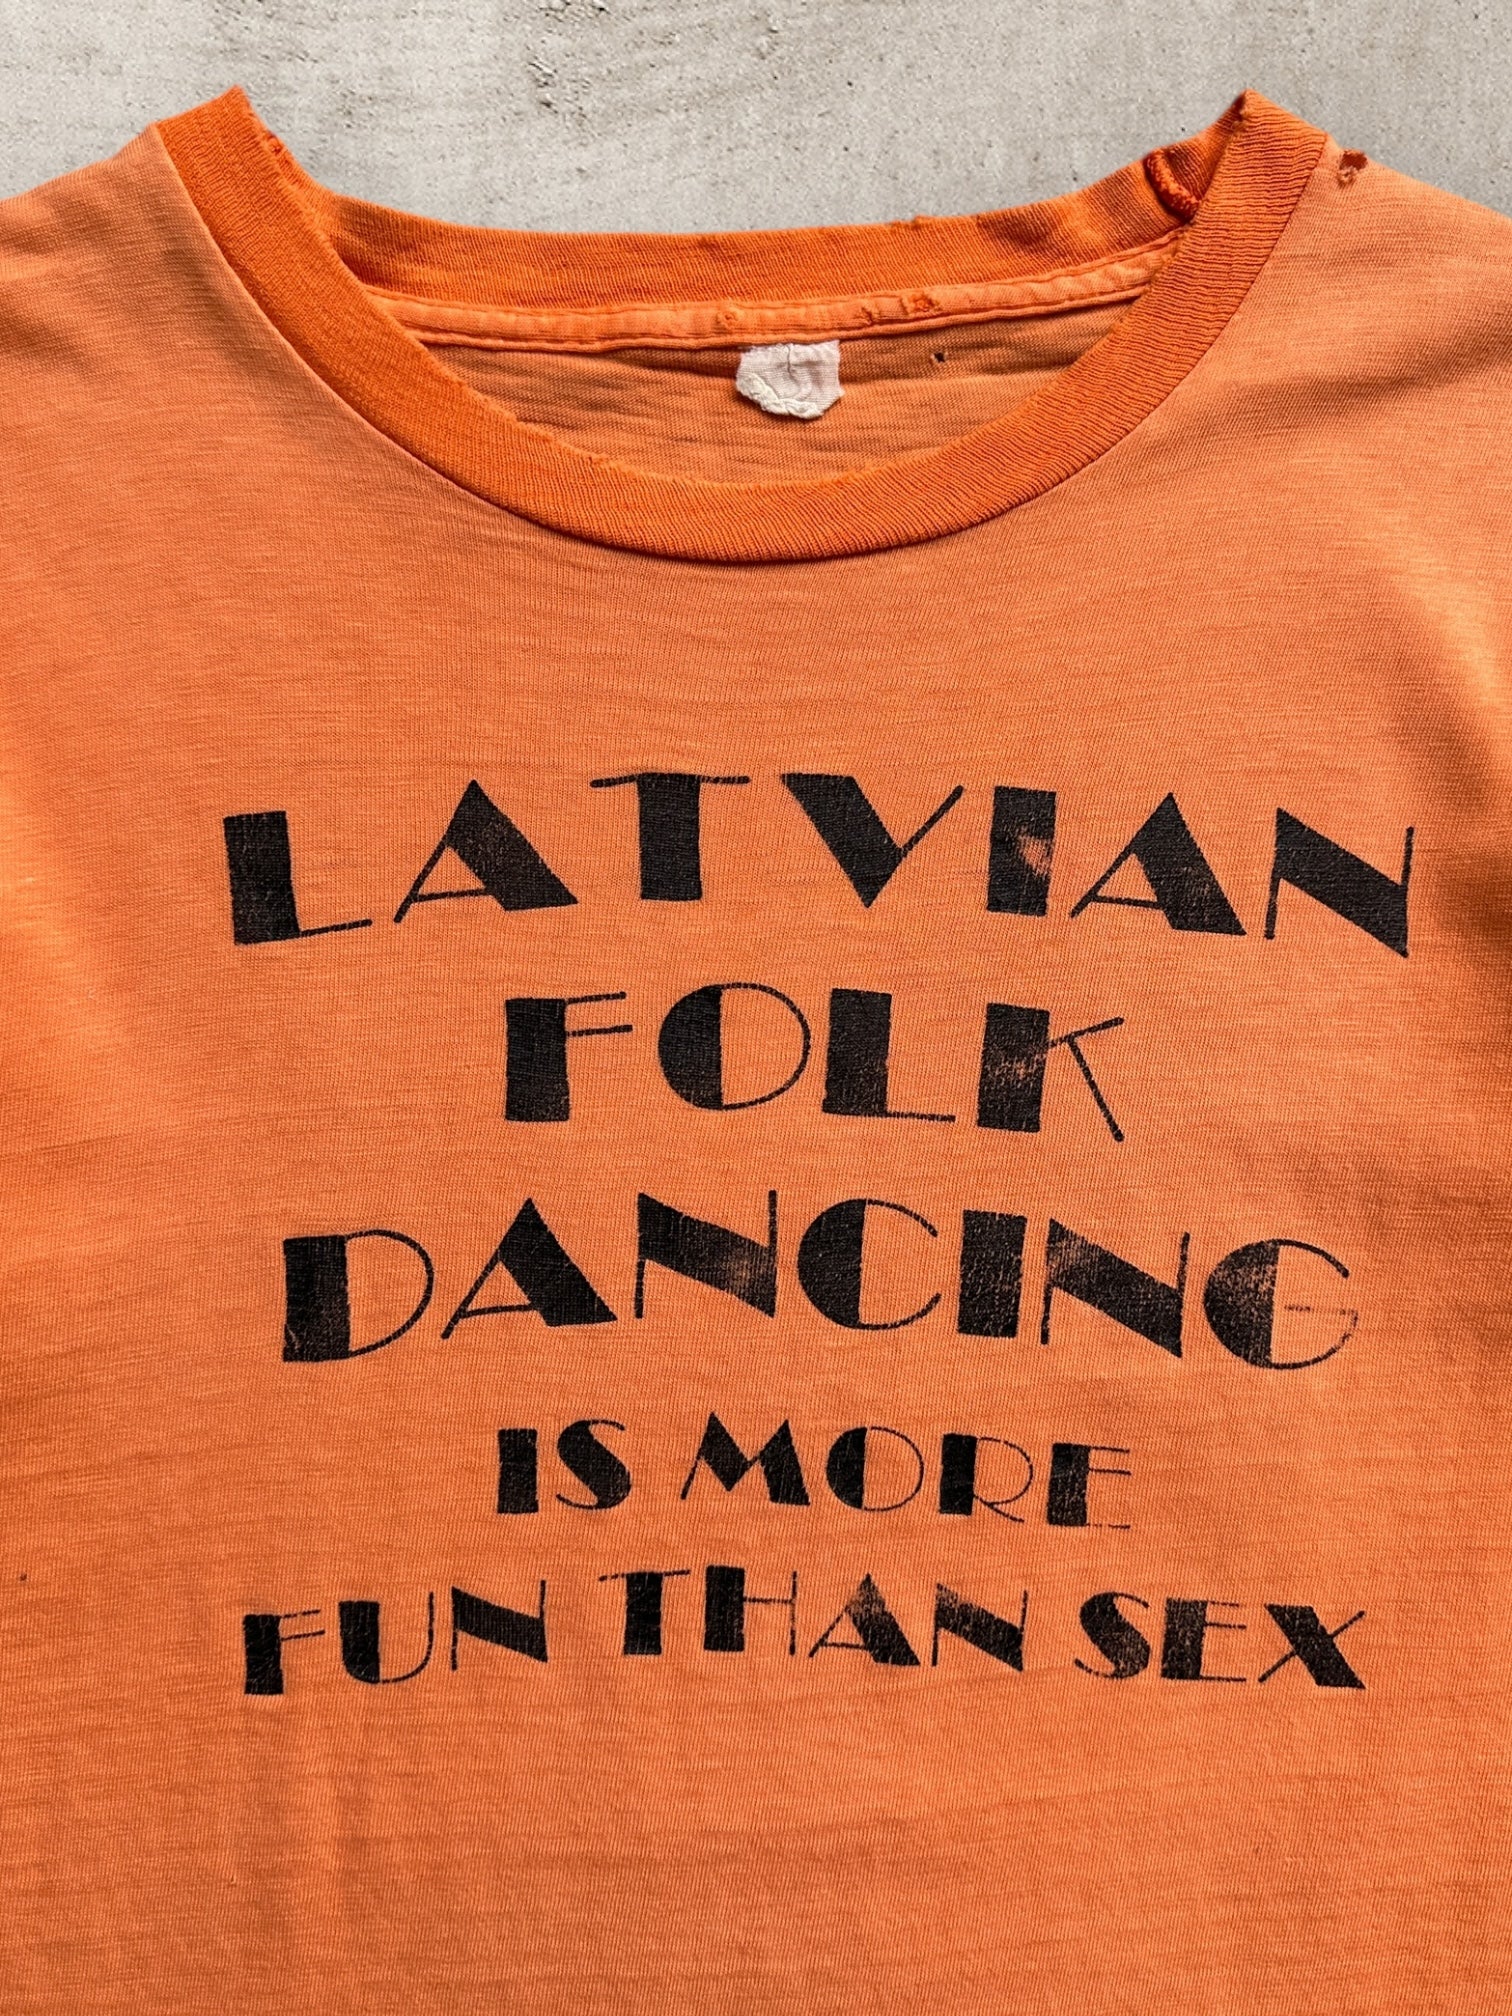 LATVIAN
FOLK
DANCING
IS MORE
FUN THAN SEX